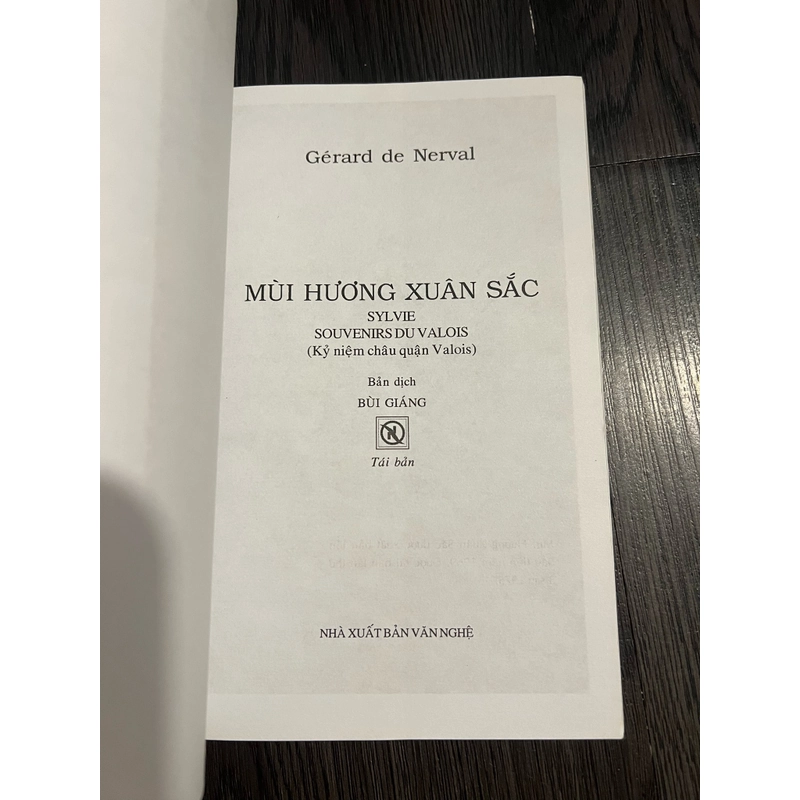 Gérard de Nerval
MÙI HƯƠNG XUÂN SẮC
SYLVIE
SOUVENIRS DU VALOIS
(Kỷ niệm châu quận Valois)
Bản dịch
BÙI GIÁNG
Tái bản
NHÀ XUẤT BẢN VĂN NGHỆ